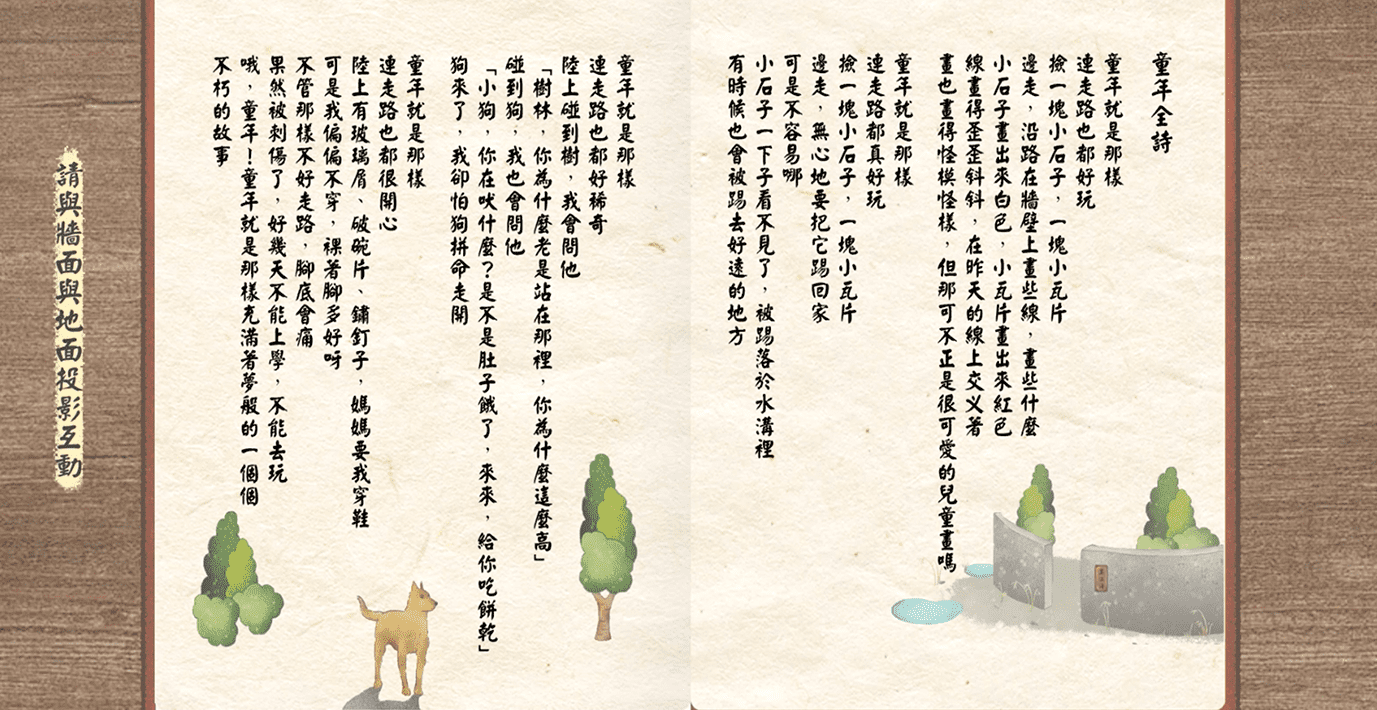 童年全詩
童年就是那樣
連走路也都好玩
撿一塊小石子，一塊小瓦片
邊走，沿路在牆壁上畫些線，畫些什麼
小石子畫出來白色，小瓦片畫出來紅色
線畫得歪歪斜斜，在昨天的線上交叉著
畫也畫得怪模怪樣，但那可不正是很可愛的兒童畫嗎
童年就是那樣
連走路都真好玩
撿一塊小石子，一塊小瓦片
邊走，無心地要把它踢回家
可是不容易哪
小石子一下子看不見了，被踢落於水溝裡
有時候也會被踢去好遠的地方
童年就是那樣
連走路也都好稀奇
陸上碰到樹，我會問他
「樹林，你為什麼老是站在那裡，你為什麼這麼高」
碰到狗，我也會問他
「小狗，你在吠什麼？是不是肚子餓了，來來，給你吃餅乾」
狗來了，我卻怕狗拼命走開
童年就是那樣
連走路也都很開心
陸上有玻璃屑、破碗片、鏽釘子，媽媽要我穿鞋
可是我偏偏不穿，裸著腳多好呀
不管那樣不好走路，腳底會痛
果然被刺傷了，好幾天不能上學，不能去玩
哦，童年！童年就是那樣充滿著夢般的一個個
不朽的故事
請與牆面與地面投影互動